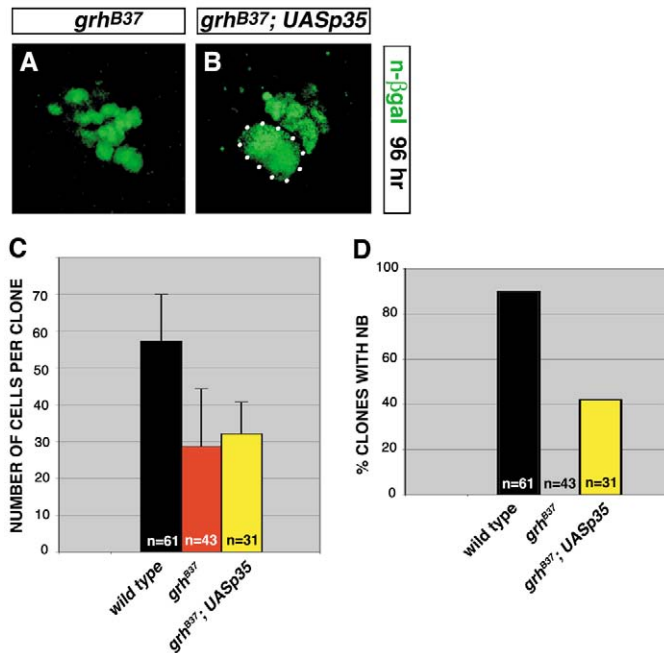 grhB37
grhB37; UASp35
A
B
n-βgal 96 hr
C
D
NUMBER OF CELLS PER CLONE
70
60
50
40
30
20
10
0
n=61
n=43
n=31
wild type
grhB37
grhB37; UASp35
% CLONES WITH NB
100
80
60
40
20
0
n=61
n=43
n=31
wild type
grhB37
grhB37; UASp35